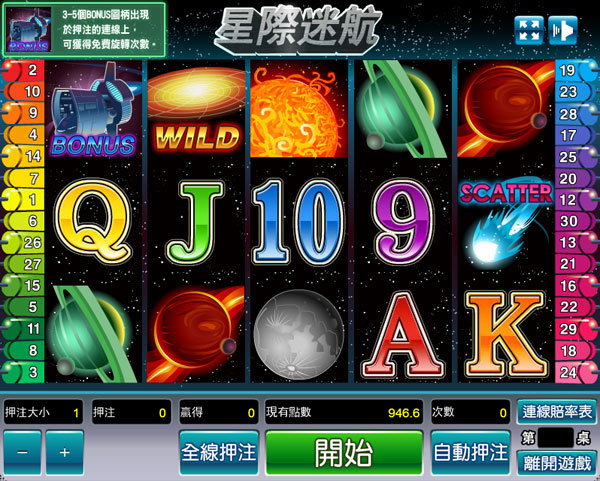 3-5個BONUS圖柄出現
於押注的連線上,
可獲得免費旋轉次數。
BONUS
星際迷航
2
10
9
4
14
7
1
6
26
27
15
5
11
8
3
BONUS
WILD
Q
J
10
9
SCATTER
A
K
19
23
28
17
25
20
12
30
13
21
16
22
29
18
24
押注大小 1
押注 0
贏得 0
現有點數 946.6
次數 0
連線賠率表
－
＋
全線押注
開始
自動押注
第 桌
離開遊戲